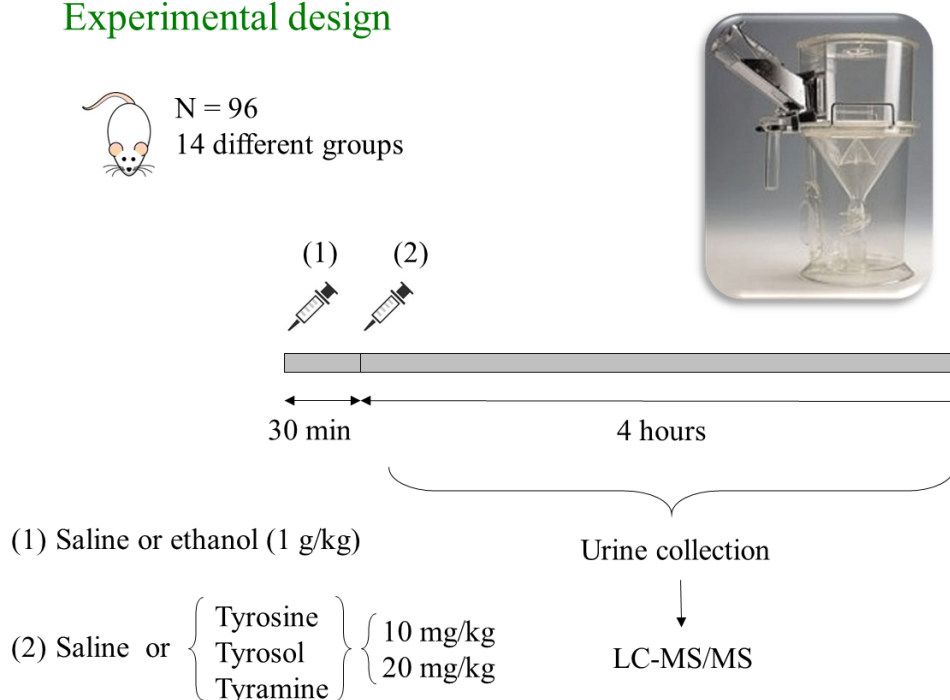 Experimental design
N = 96
14 different groups
(1) (2)
30 min 4 hours
(1) Saline or ethanol (1 g/kg)
Urine collection
(2) Saline or
Tyrosine
Tyrosol
Tyramine
10 mg/kg
20 mg/kg
LC-MS/MS